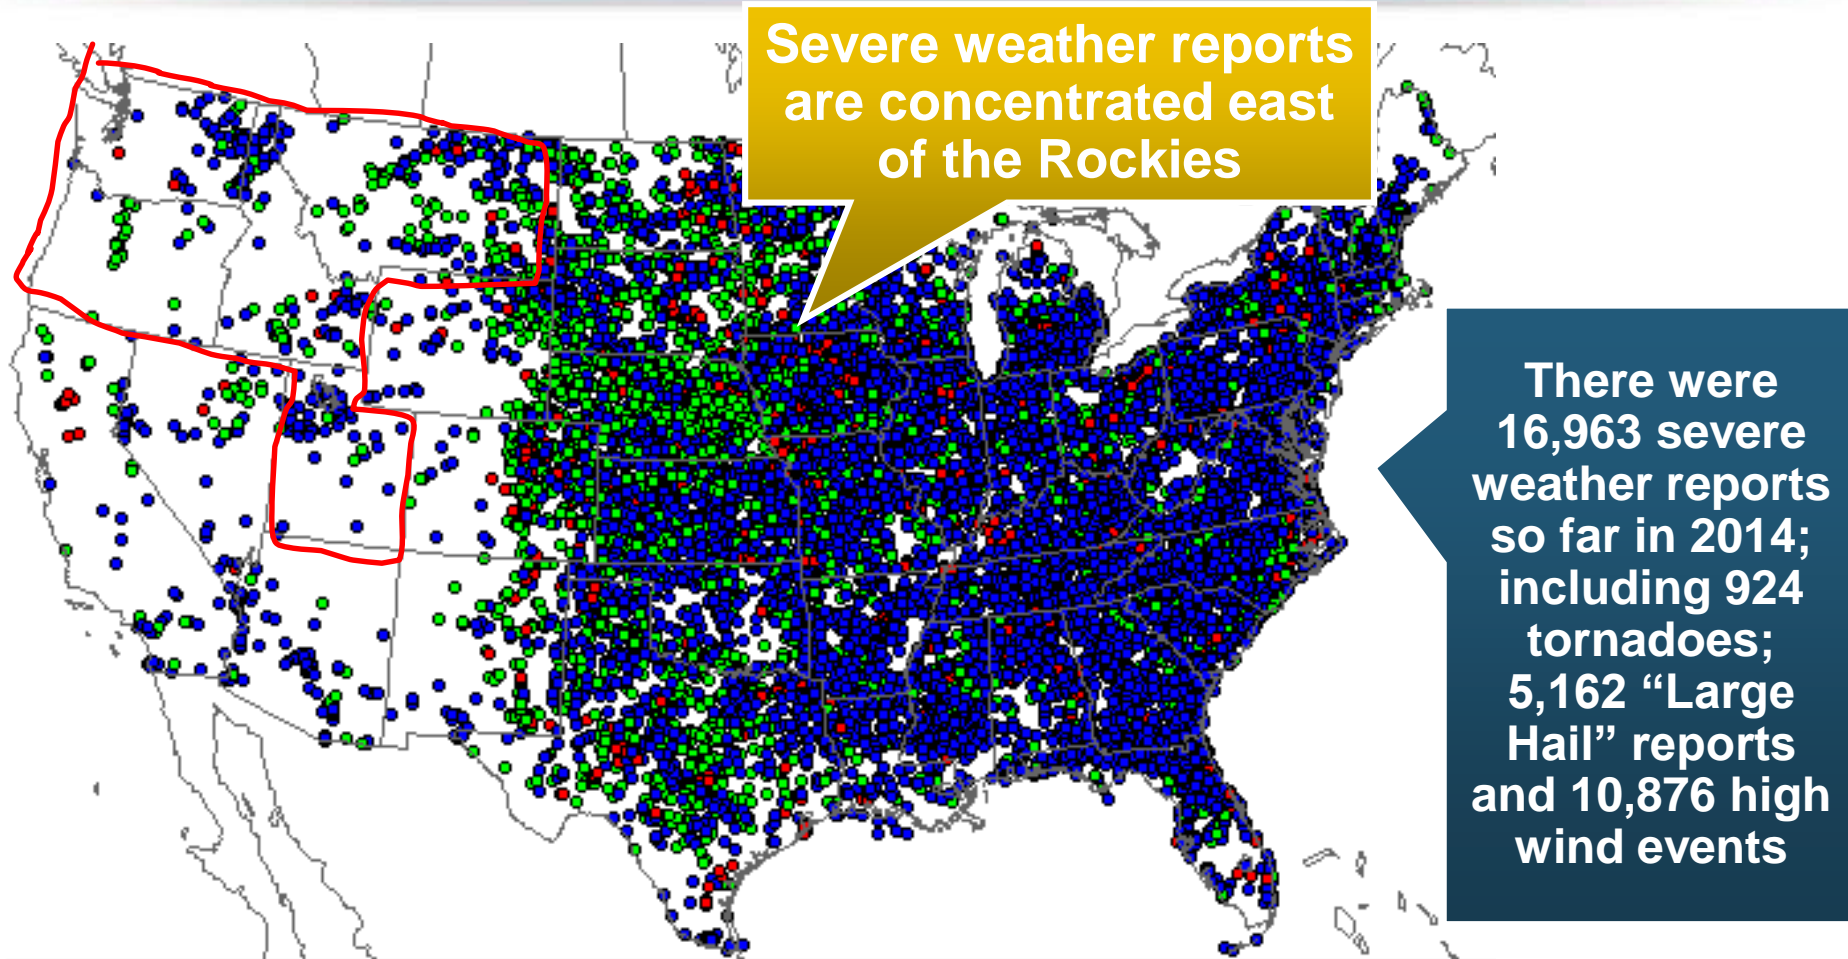 Severe weather reports
are concentrated east
of the Rockies
There were
16,963 severe
weather reports
so far in 2014;
including 924
tornadoes;
5,162 “Large
Hail” reports
and 10,876 high
wind events